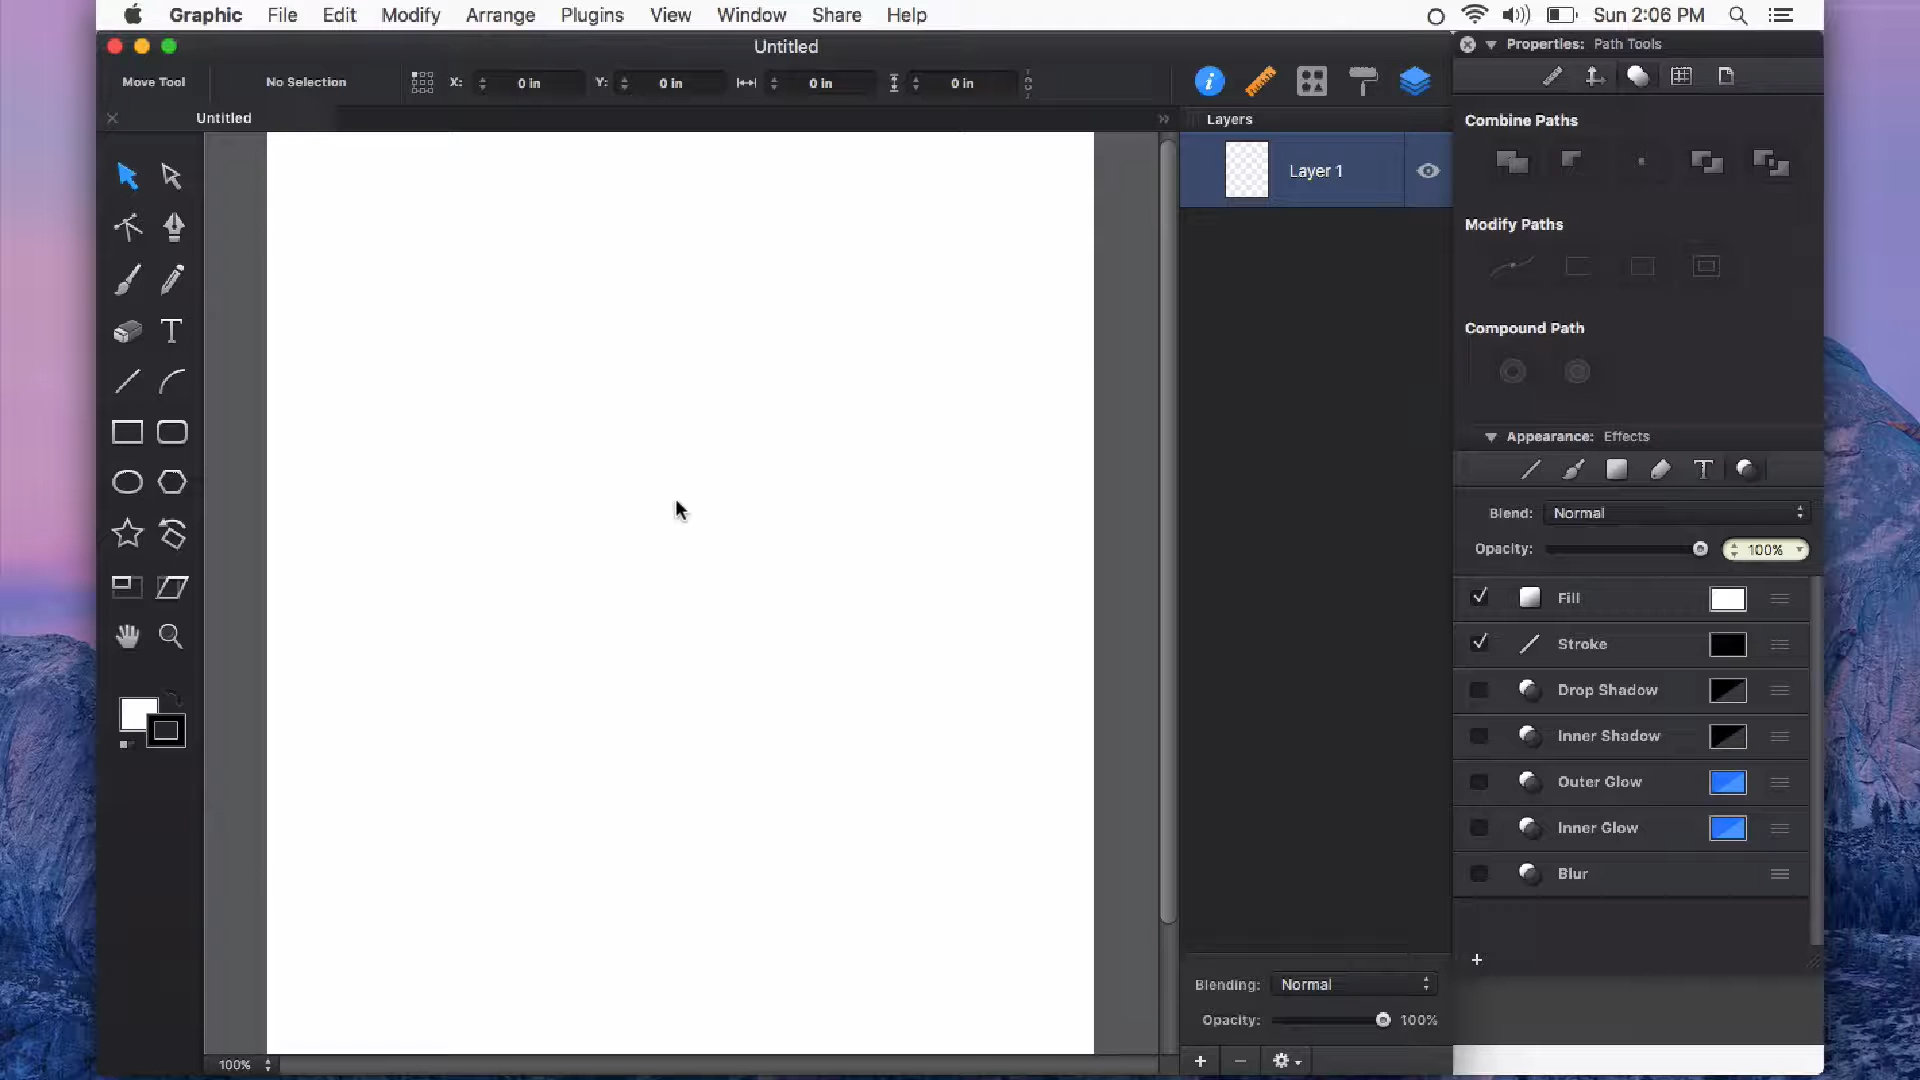 Graphic File Edit Modify Arrange Plugins View Window Share Help Sun 2:06 PM
Untitled
Properties: Path Tools
Move Tool No Selection X: 0 in Y: 0 in 0 in 0 in
Untitled
Layers
Combine Paths
Layer 1
Modify Paths
Compound Path
Appearance: Effects
Blend: Normal
Opacity: 100%
Fill
Stroke
Drop Shadow
Inner Shadow
Outer Glow
Inner Glow
Blur
Blending: Normal
Opacity: 100%
100%